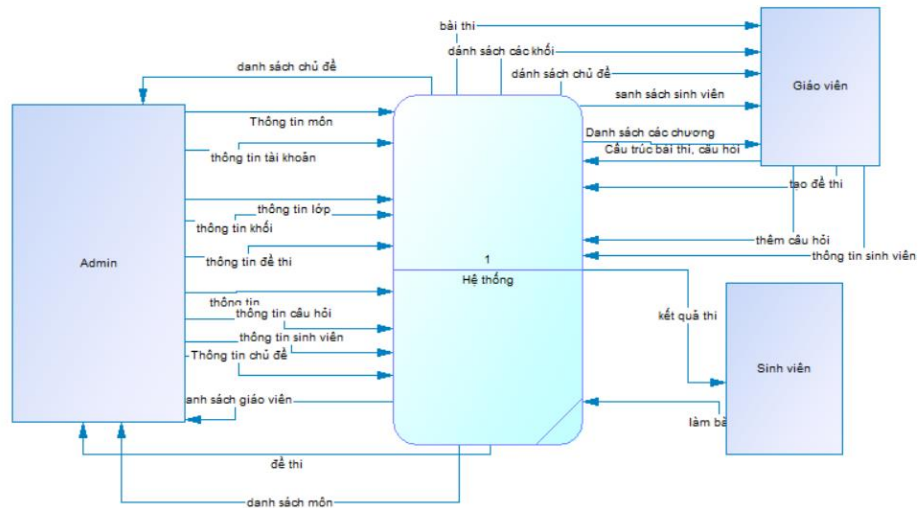 bài thi
dánh sách các khối
danh sách chủ đề
dánh sách chủ đề
Giáo viên
sanh sách sinh viên
Thông tin môn
Danh sách các chương
Cấu trúc bài thi, câu hỏi
thông tin tài khoản
tạo đề thi
thông tin lớp
thông tin khối
thêm câu hỏi
thông tin sinh viên
1
Admin
thông tin đề thi
Hệ thống
thông tin
thông tin câu hỏi
kết quả thi
thông tin sinh viên
Thông tin chủ đề
Sinh viên
anh sách giáo viên
làm bà
đề thi
danh sách môn